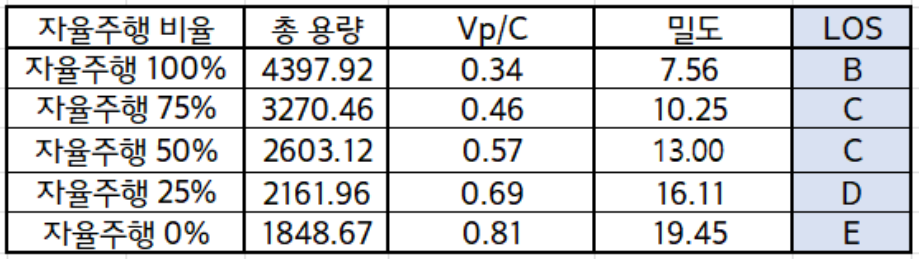 자율주행 비율 총 용량 Vp/C 밀도 LOS
자율주행 100% 4397.92 0.34 7.56 B
자율주행 75% 3270.46 0.46 10.25 C
자율주행 50% 2603.12 0.57 13.00 C
자율주행 25% 2161.96 0.69 16.11 D
자율주행 0% 1848.67 0.81 19.45 E